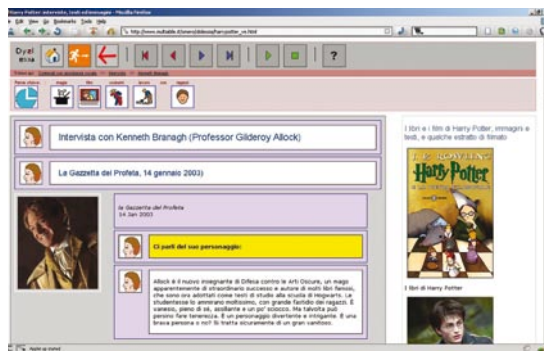 Harry Potter: interviste, testi ed immagini - Mozilla Firefox
File Edit View Go Bookmarks Tools Help
Dyel
?
Parole chiave: magia film
Intervista con Kenneth Branagh (Professor Gilderoy Allock)
La Gazzetta del Profeta, 14 gennaio 2003)
la Gazzetta del Profeta
14 Jan 2003
Ci parli del suo personaggio:
Allock è il nuovo insegnante di Difesa contro le Arti Oscure, un mago
apparentemente di straordinario successo e autore di molti libri famosi,
che sono ora adottati come testi di studio alla scuola di Hogwarts. Le
studentesse lo ammirano moltissimo, con grande fastidio dei ragazzi. È
vanesio, pieno di sé, assillante e un po' sciocco. Ma talvolta può
persino fare tenerezza. È un personaggio divertente e intrigante. È una
brava persona o no? Si tratta sicuramente di un gran sanitoso.
I libri e i film di Harry Potter, immagini e
testi, e qualche estratto di filmato
J. K. ROWLING
Harry Potter
I libri di Harry Potter